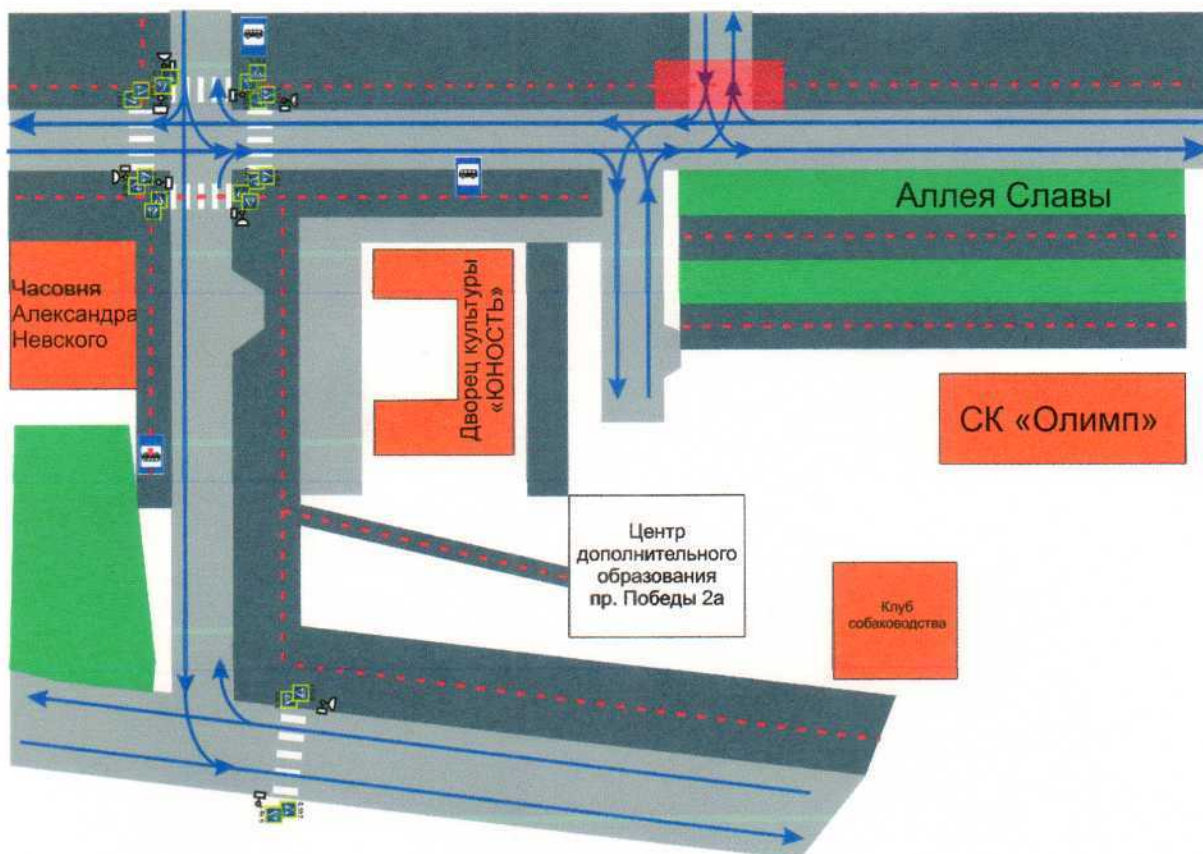 Аллея Славы
Часовня
Александра
Невского
Дворец культуры
«ЮНОСТЬ»
СК «Олимп»
Центр
дополнительного
образования
пр. Победы 2а
Клуб
собаководства